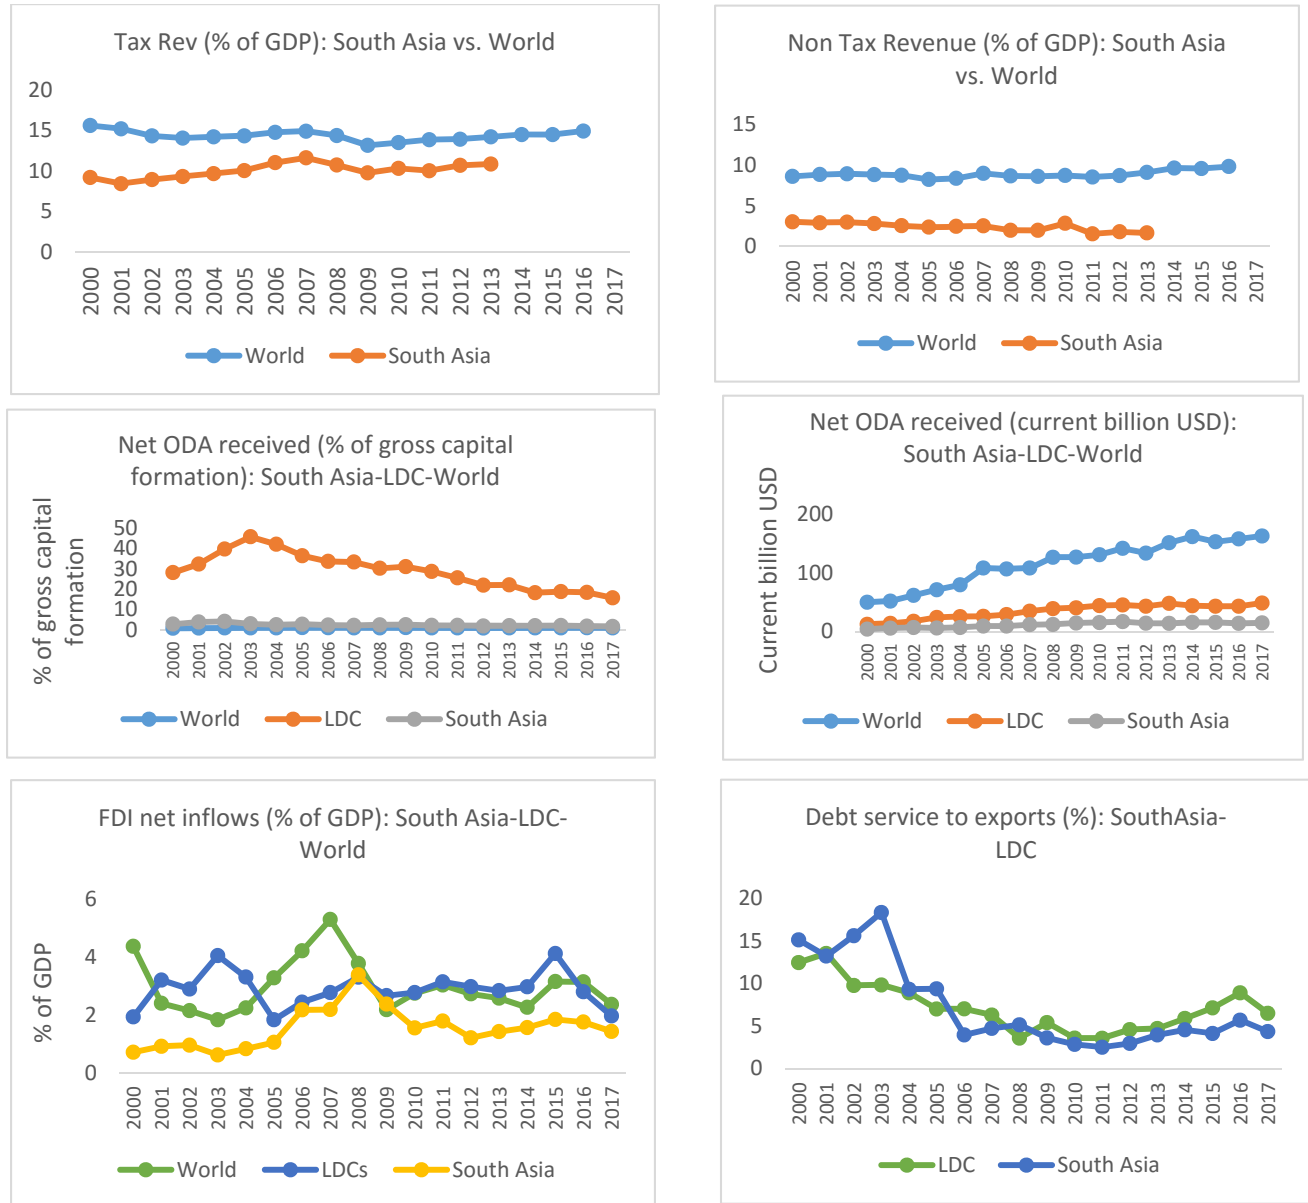 Tax Rev (% of GDP): South Asia vs. World
20
15
10
5
0
2000 2001 2002 2003 2004 2005 2006 2007 2008 2009 2010 2011 2012 2013 2014 2015 2016 2017
World South Asia
Non Tax Revenue (% of GDP): South Asia
vs. World
15
10
5
0
2000 2001 2002 2003 2004 2005 2006 2007 2008 2009 2010 2011 2012 2013 2014 2015 2016 2017
World South Asia
Net ODA received (% of gross capital
formation): South Asia-LDC-World
% of gross capital
formation
50
40
30
20
10
0
2000 2001 2002 2003 2004 2005 2006 2007 2008 2009 2010 2011 2012 2013 2014 2015 2016 2017
World LDC South Asia
Net ODA received (current billion USD):
South Asia-LDC-World
Current billion USD
200
100
0
2000 2001 2002 2003 2004 2005 2006 2007 2008 2009 2010 2011 2012 2013 2014 2015 2016 2017
World LDC South Asia
FDI net inflows (% of GDP): South Asia-LDC-
World
% of GDP
6
4
2
0
2000 2001 2002 2003 2004 2005 2006 2007 2008 2009 2010 2011 2012 2013 2014 2015 2016 2017
World LDCs South Asia
Debt service to exports (%): SouthAsia-
LDC
20
15
10
5
0
2000 2001 2002 2003 2004 2005 2006 2007 2008 2009 2010 2011 2012 2013 2014 2015 2016 2017
LDC South Asia